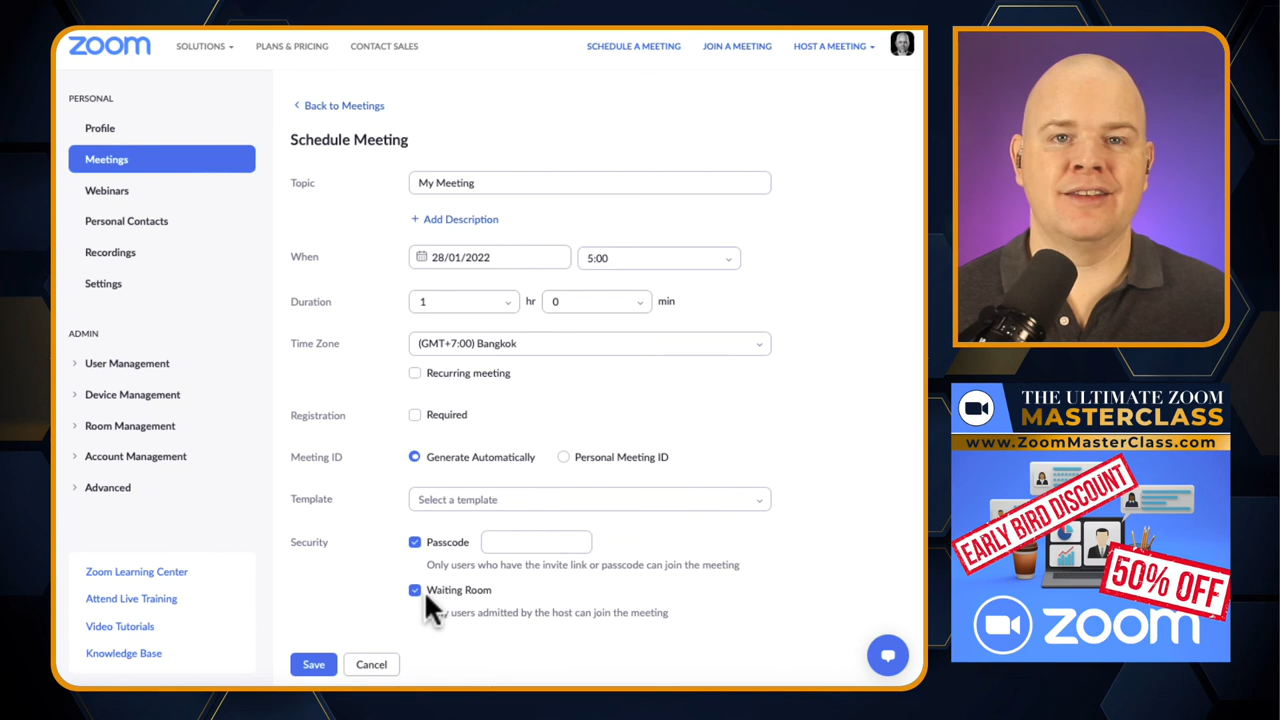 zoom
SOLUTIONS
PLANS & PRICING
CONTACT SALES
SCHEDULE A MEETING
JOIN A MEETING
HOST A MEETING
PERSONAL
Profile
Meetings
Webinars
Personal Contacts
Recordings
Settings
ADMIN
User Management
Device Management
Room Management
Account Management
Advanced
Zoom Learning Center
Attend Live Training
Video Tutorials
Knowledge Base
Back to Meetings
Schedule Meeting
Topic
My Meeting
+ Add Description
When
28/01/2022
5:00
Duration
1
hr
0
min
Time Zone
(GMT+7:00) Bangkok
Recurring meeting
Registration
Required
Meeting ID
Generate Automatically
Personal Meeting ID
Template
Select a template
Security
Passcode
Only users who have the invite link or passcode can join the meeting
Waiting Room
users admitted by the host can join the meeting
Save
Cancel
THE ULTIMATE ZOOM
MASTERCLASS
www.ZoomMasterClass.com
EARLY BIRD DISCOUNT
50% OFF
zoom